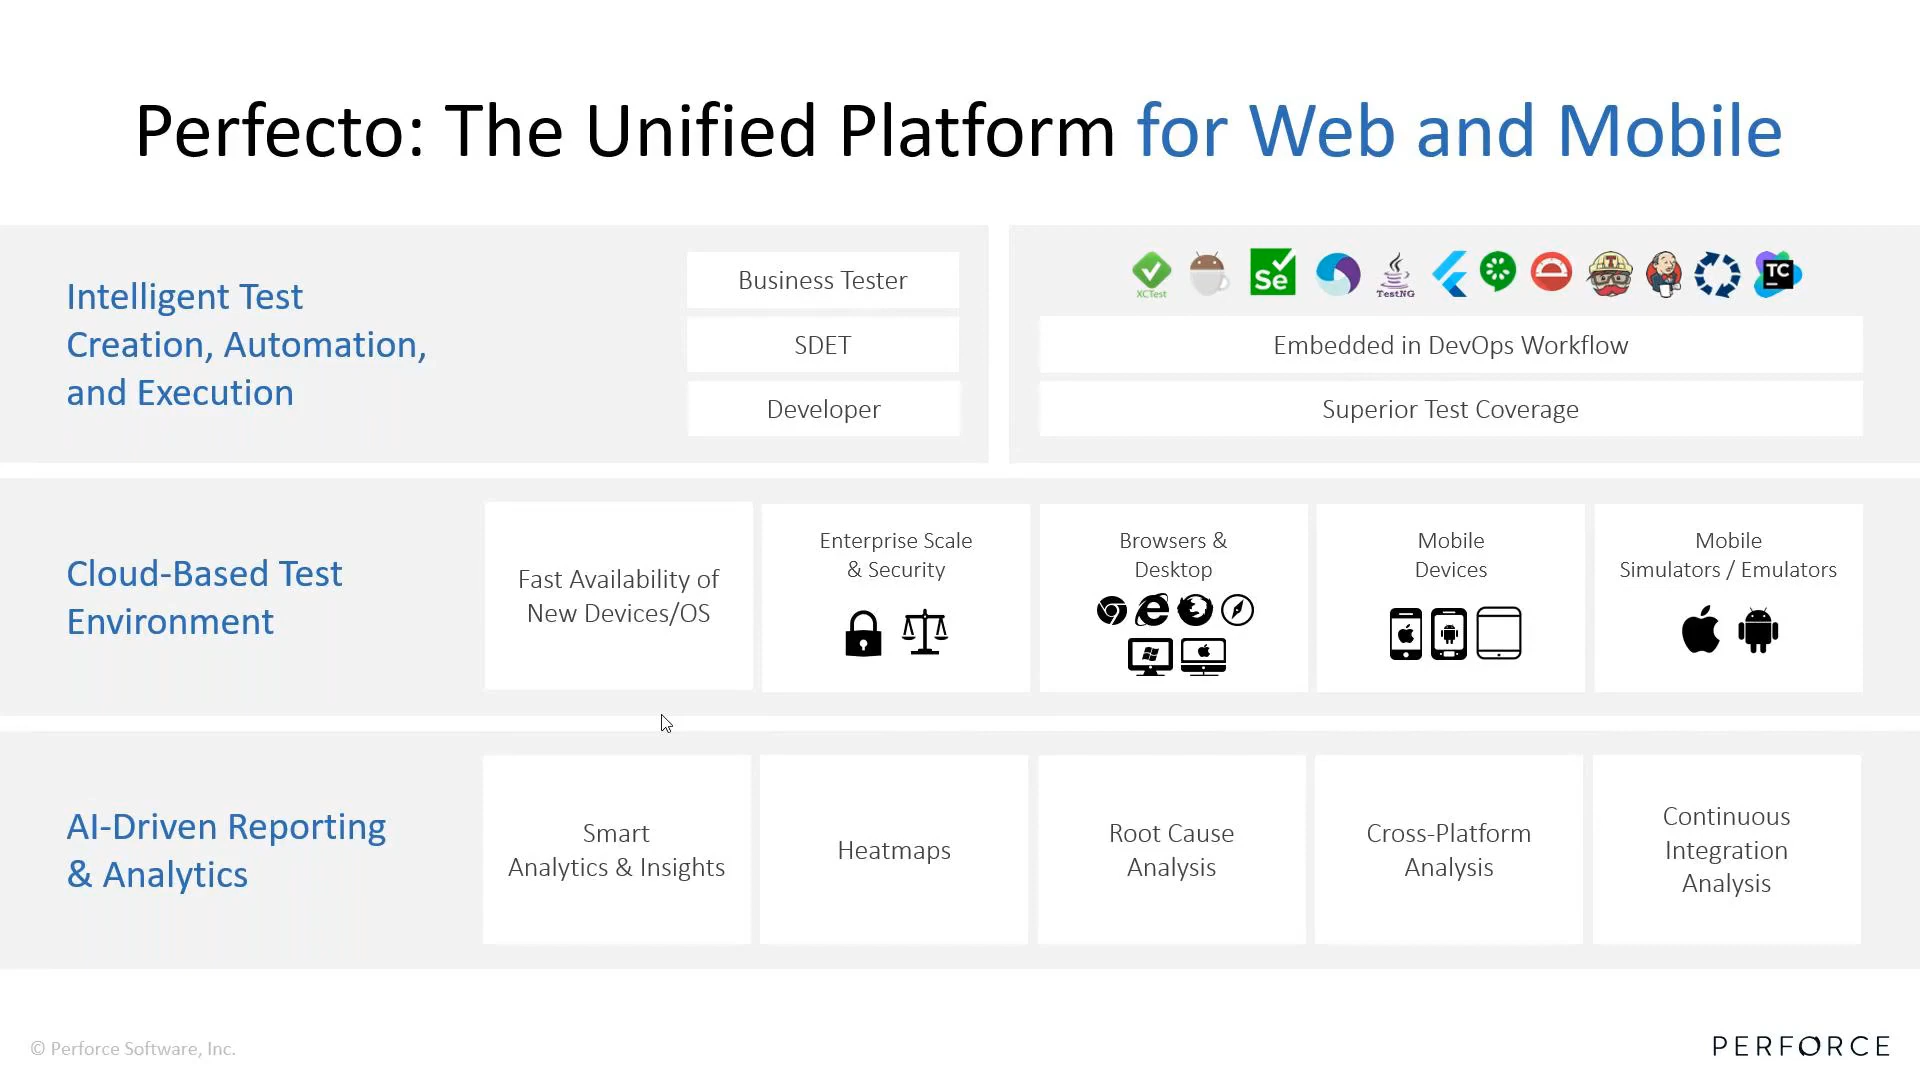 Perfecto: The Unified Platform for Web and Mobile
Intelligent Test
Creation, Automation,
and Execution
Business Tester
SDET
Developer
XCTest
Se
TestNG
T
TC
Embedded in DevOps Workflow
Superior Test Coverage
Cloud-Based Test
Environment
Fast Availability of
New Devices/OS
Enterprise Scale
& Security
Browsers &
Desktop
Mobile
Devices
Mobile
Simulators / Emulators
AI-Driven Reporting
& Analytics
Smart
Analytics & Insights
Heatmaps
Root Cause
Analysis
Cross-Platform
Analysis
Continuous
Integration
Analysis
© Perforce Software, Inc.
PERFORCE